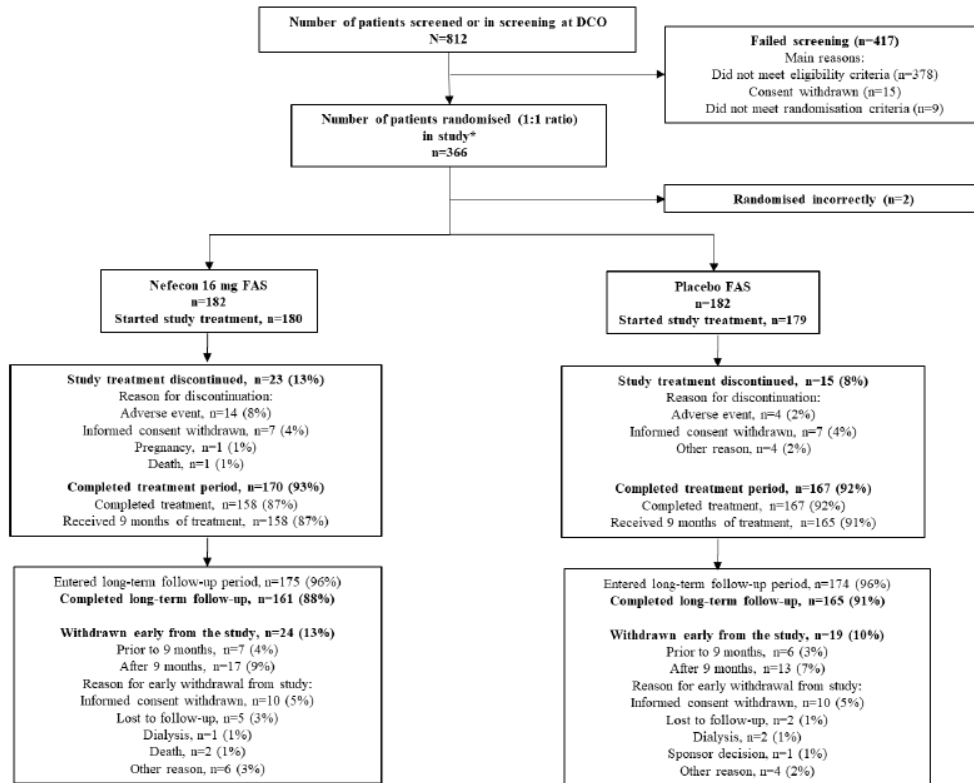 Number of patients screened or in screening at DCO
N=812
Failed screening (n=417)
Main reasons:
Did not meet eligibility criteria (n=378)
Consent withdrawn (n=15)
Did not meet randomisation criteria (n=9)
Number of patients randomised (1:1 ratio)
in study*
n=366
Randomised incorrectly (n=2)
Nefecon 16 mg FAS
n=182
Started study treatment, n=180
Placebo FAS
n=182
Started study treatment, n=179
Study treatment discontinued, n=23 (13%)
Reason for discontinuation:
Adverse event, n=14 (8%)
Informed consent withdrawn, n=7 (4%)
Pregnancy, n=1 (1%)
Death, n=1 (1%)
Completed treatment period, n=170 (93%)
Completed treatment, n=158 (87%)
Received 9 months of treatment, n=158 (87%)
Study treatment discontinued, n=15 (8%)
Reason for discontinuation:
Adverse event, n=4 (2%)
Informed consent withdrawn, n=7 (4%)
Other reason, n=4 (2%)
Completed treatment period, n=167 (92%)
Completed treatment, n=167 (92%)
Received 9 months of treatment, n=165 (91%)
Entered long-term follow-up period, n=175 (96%)
Completed long-term follow-up, n=161 (88%)
Withdrawn early from the study, n=24 (13%)
Prior to 9 months, n=7 (4%)
After 9 months, n=17 (9%)
Reason for early withdrawal from study:
Informed consent withdrawn, n=10 (5%)
Lost to follow-up, n=5 (3%)
Dialysis, n=1 (1%)
Death, n=2 (1%)
Other reason, n=6 (3%)
Entered long-term follow-up period, n=174 (96%)
Completed long-term follow-up, n=165 (91%)
Withdrawn early from the study, n=19 (10%)
Prior to 9 months, n=6 (3%)
After 9 months, n=13 (7%)
Reason for early withdrawal from study:
Informed consent withdrawn, n=10 (5%)
Lost to follow-up, n=2 (1%)
Dialysis, n=2 (1%)
Sponsor decision, n=1 (1%)
Other reason, n=4 (2%)